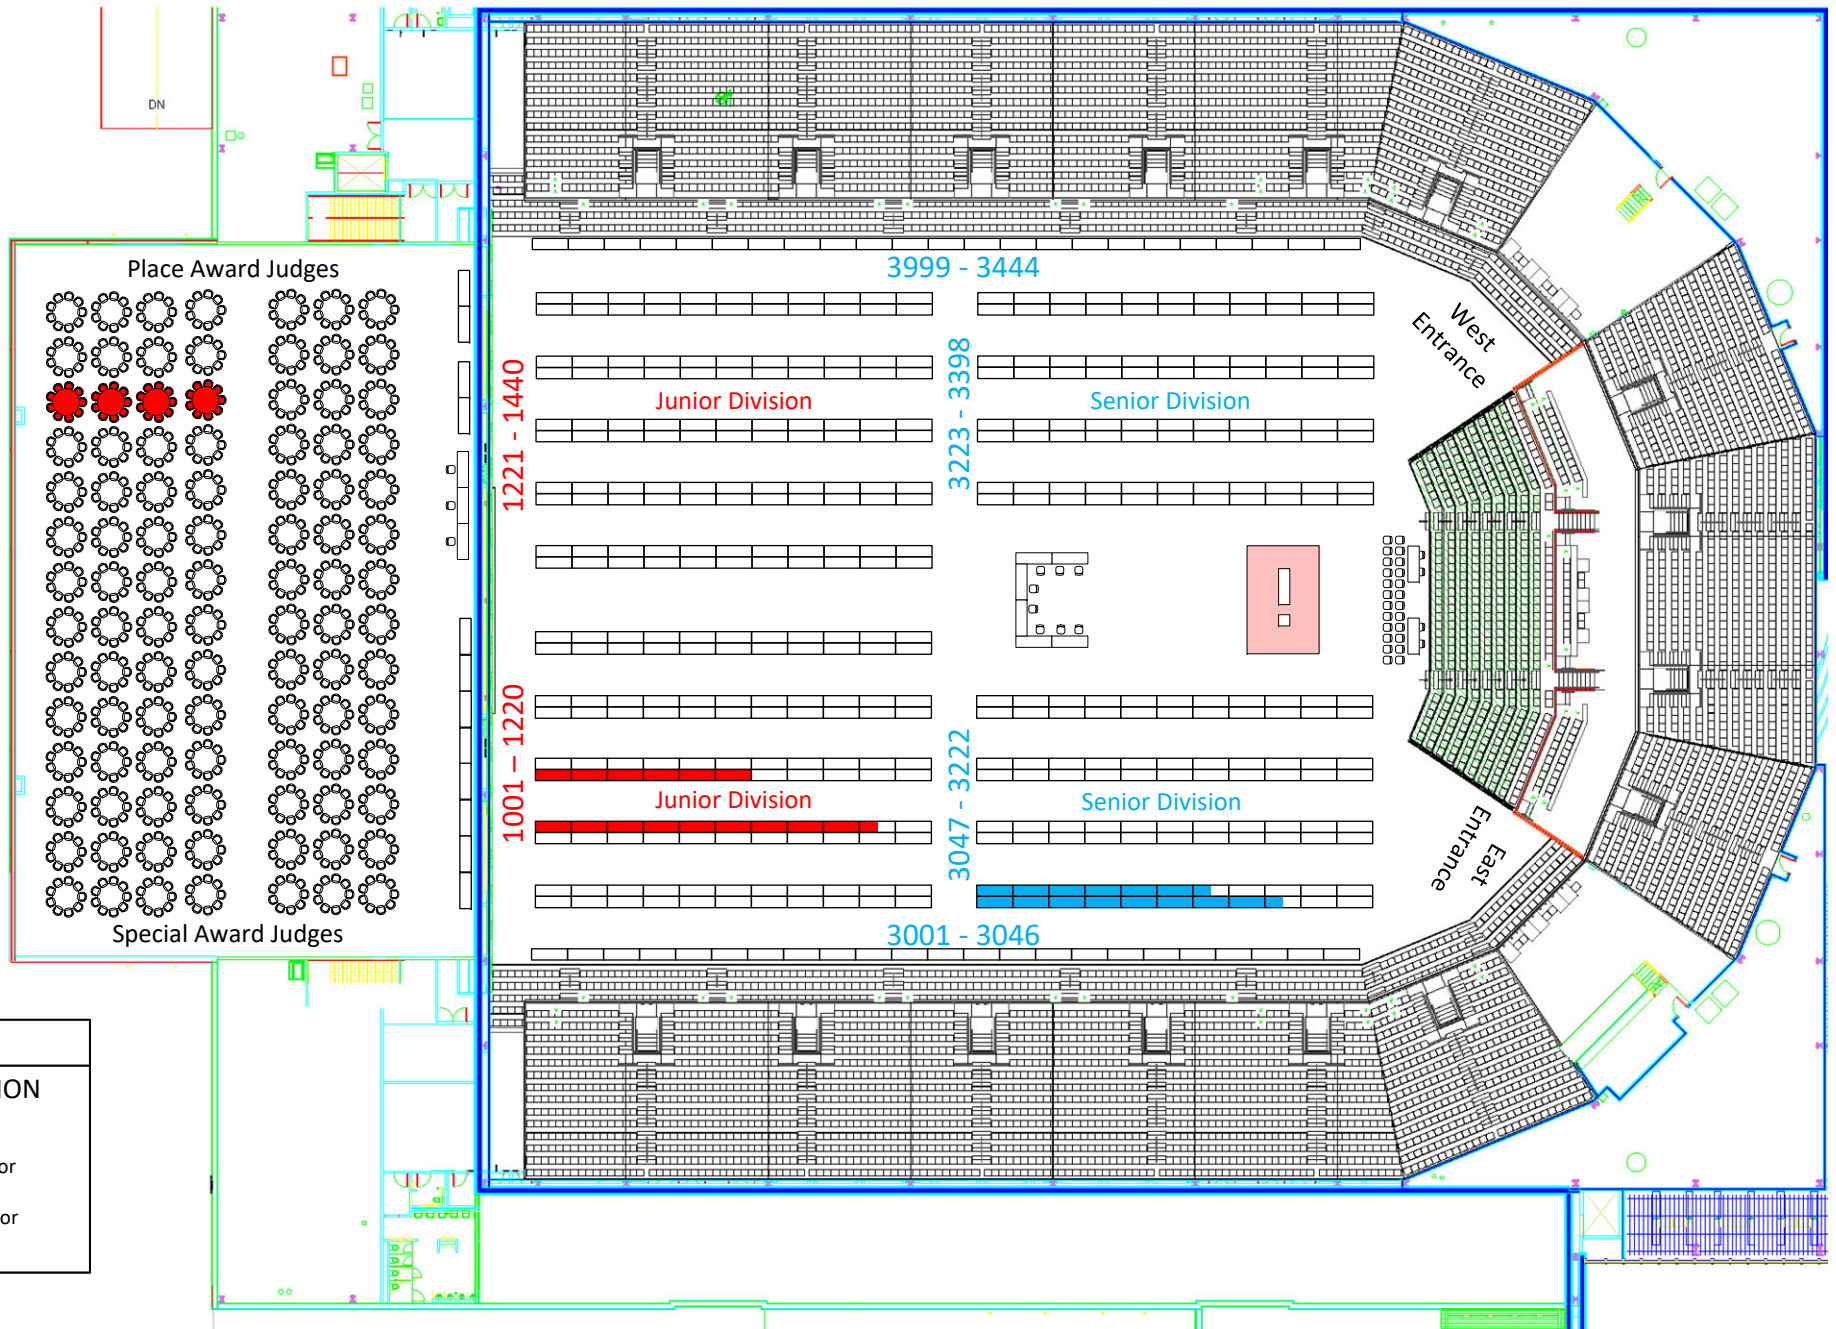 DN
Place Award Judges
3999 - 3444
West
Entrance
1221 - 1440
Junior Division
3223 - 3398
Senior Division
1001 – 1220
Junior Division
3047 - 3222
Senior Division
East
Entrance
Special Award Judges
3001 - 3046
ION
or
or